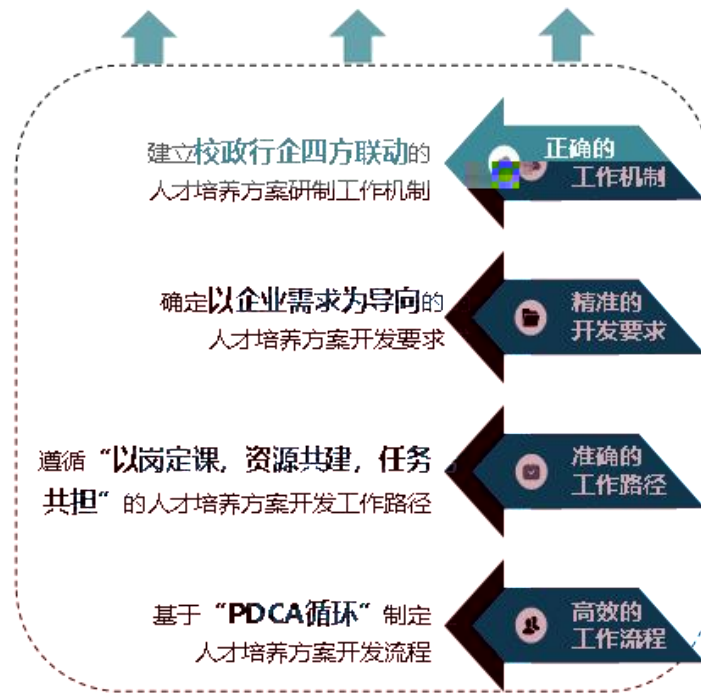 建立校政行企四方联动的
人才培养方案研制工作机制
正确的
工作机制
确定以企业需求为导向的
人才培养方案开发要求
精准的
开发要求
遵循“以岗定课，资源共建，任务
共担”的人才培养方案开发工作路径
准确的
工作路径
基于“PDCA循环”制定
人才培养方案开发流程
高效的
工作流程